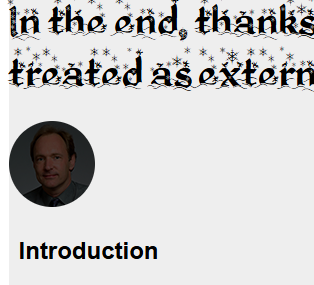 In the end, thanks
treated as extern
Introduction